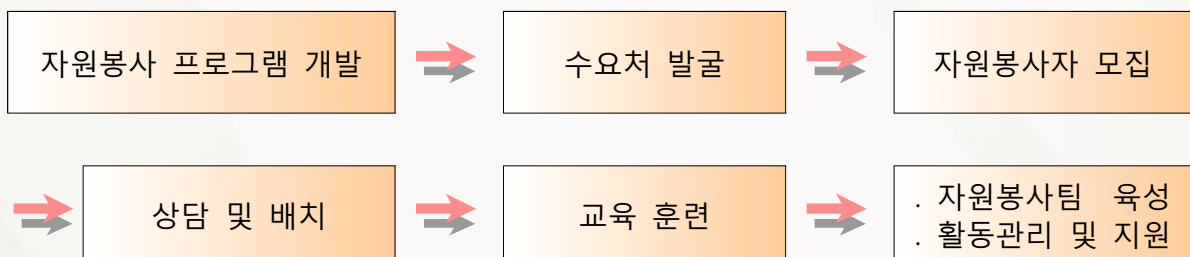 자원봉사 프로그램 개발
수요처 발굴
자원봉사자 모집
상담 및 배치
교육 훈련
. 자원봉사팀 육성
. 활동관리 및 지원